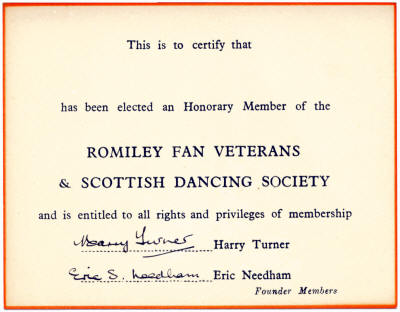 This is to certify that
has been elected an Honorary Member of the
ROMILEY FAN VETERANS
& SCOTTISH DANCING SOCIETY
and is entitled to all rights and privileges of membership
Harry Turner Harry Turner
Eric S. Needham Eric Needham
Founder Members